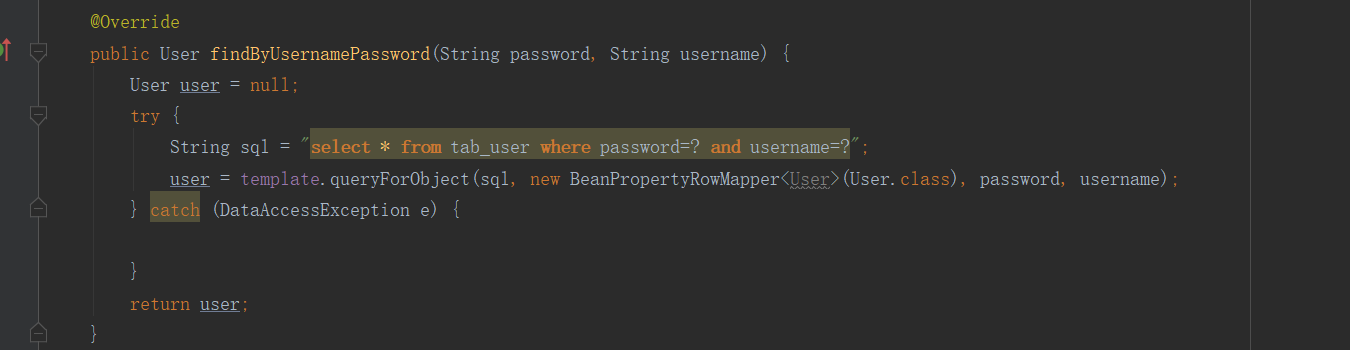 @Override
public User findByUsernamePassword(String password, String username) {
User user = null;
try {
String sql = "select * from tab_user where password=? and username=?";
user = template.queryForObject(sql, new BeanPropertyRowMapper<User>(User.class), password, username);
} catch (DataAccessException e) {
}
return user;
}